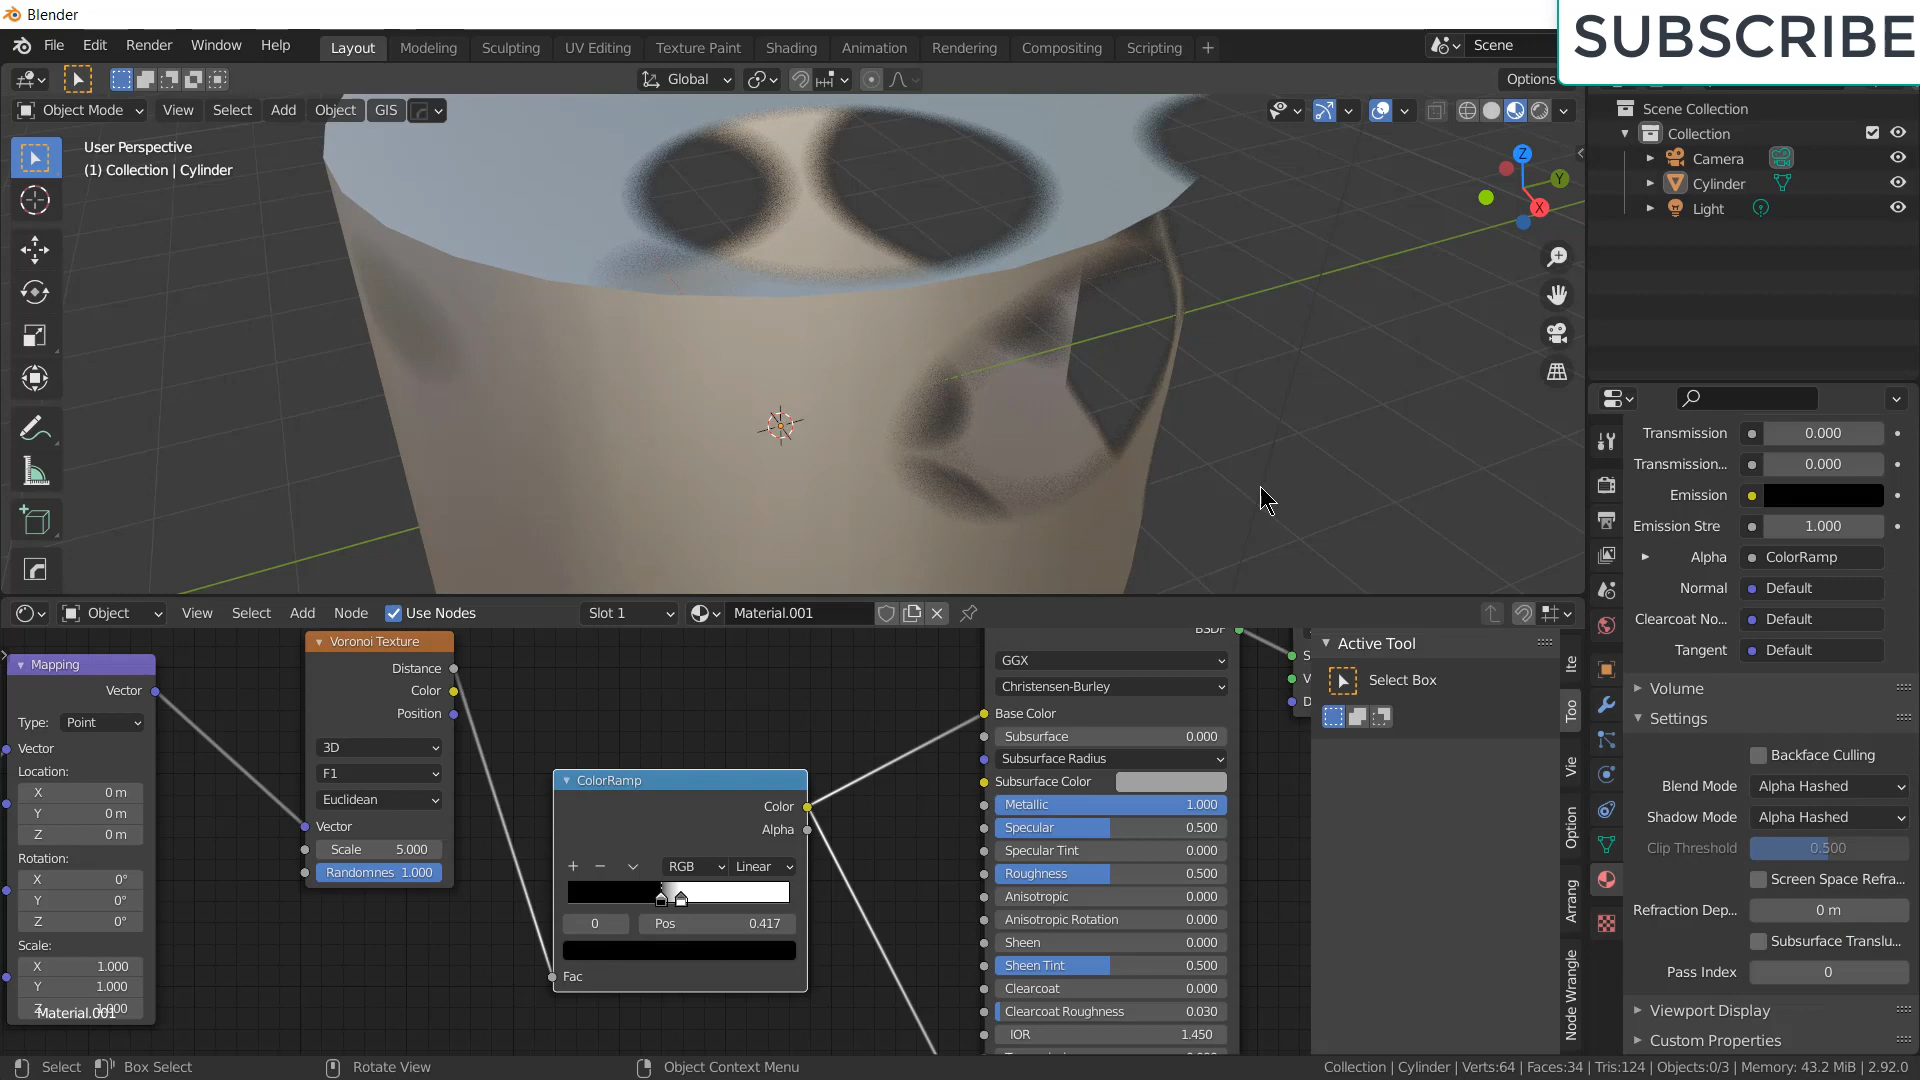 Blender
SUBSCRIBE
File Edit Render Window Help Layout Modeling Sculpting UV Editing Texture Paint Shading Animation Rendering Compositing Scripting + Scene
Global Options
Object Mode View Select Add Object GIS
User Perspective
(1) Collection | Cylinder
Z
Y
X
Scene Collection
Collection
Camera
Cylinder
Light
Transmission 0.000
Transmission... 0.000
Emission
Emission Stre 1.000
Alpha ColorRamp
Normal Default
Clearcoat No... Default
Tangent Default
Volume
Settings
Backface Culling
Blend Mode Alpha Hashed
Shadow Mode Alpha Hashed
Clip Threshold 0.500
Screen Space Refra...
Refraction Dep... 0 m
Subsurface Translu...
Pass Index 0
Viewport Display
Custom Properties
Object View Select Add Node Use Nodes Slot 1 Material.001
Mapping
Vector
Type: Point
Vector
Location:
X 0 m
Y 0 m
Z 0 m
Rotation:
X 0°
Y 0°
Z 0°
Scale:
X 1.000
Y 1.000
Z 1.000
Material.001
Voronoi Texture
Distance
Color
Position
3D
F1
Euclidean
Vector
Scale 5.000
Randomnes 1.000
ColorRamp
Color
Alpha
+ − RGB Linear
0 Pos 0.417
Fac
BSDF
GGX
Christensen-Burley
Base Color
Subsurface 0.000
Subsurface Radius
Subsurface Color
Metallic 1.000
Specular 0.500
Specular Tint 0.000
Roughness 0.500
Anisotropic 0.000
Anisotropic Rotation 0.000
Sheen 0.000
Sheen Tint 0.500
Clearcoat 0.000
Clearcoat Roughness 0.030
IOR 1.450
S
V
D
Active Tool
Select Box
Ite
Too
Vie
Option
Arrang
Node Wrangle
Select Box Select Rotate View Object Context Menu Collection | Cylinder | Verts:64 | Faces:34 | Tris:124 | Objects:0/3 | Memory: 43.2 MiB | 2.92.0